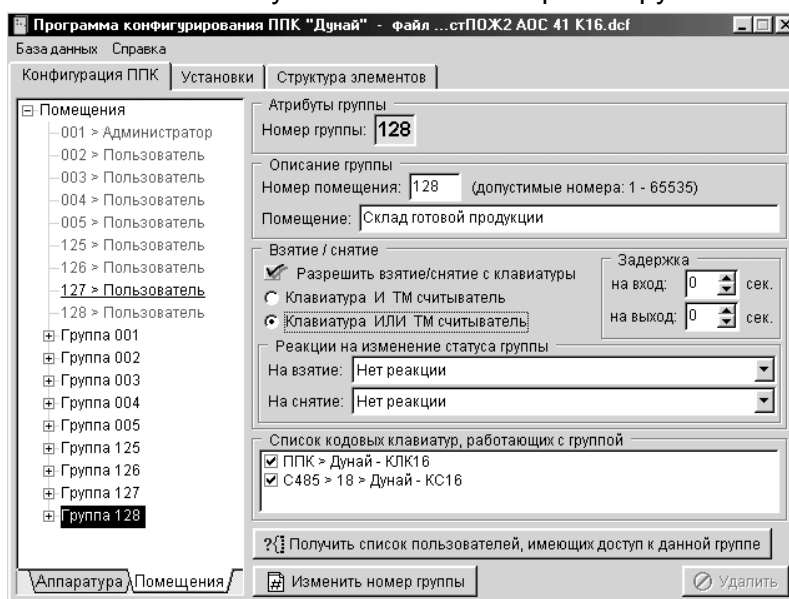 Программа конфигурирования ППК "Дунай" - файл ...стПОЖ2 АОС 41 К16.dcf
База данных Справка
Конфигурация ППК Установки Структура элементов
Помещения
001 > Администратор
002 > Пользователь
003 > Пользователь
004 > Пользователь
005 > Пользователь
125 > Пользователь
126 > Пользователь
127 > Пользователь
128 > Пользователь
Группа 001
Группа 002
Группа 003
Группа 004
Группа 005
Группа 125
Группа 126
Группа 127
Группа 128
Аппаратура Помещения
Атрибуты группы
Номер группы: 128
Описание группы
Номер помещения: 128 (допустимые номера: 1 - 65535)
Помещение: Склад готовой продукции
Взятие / снятие
Разрешить взятие/снятие с клавиатуры
Клавиатура И ТМ считыватель
Клавиатура ИЛИ ТМ считыватель
Задержка
на вход: 0 сек.
на выход: 0 сек.
Реакции на изменение статуса группы
На взятие: Нет реакции
На снятие: Нет реакции
Список кодовых клавиатур, работающих с группой
ППК > Дунай - КЛК16
С485 > 18 > Дунай - КС16
?{} Получить список пользователей, имеющих доступ к данной группе
# Изменить номер группы
Удалить